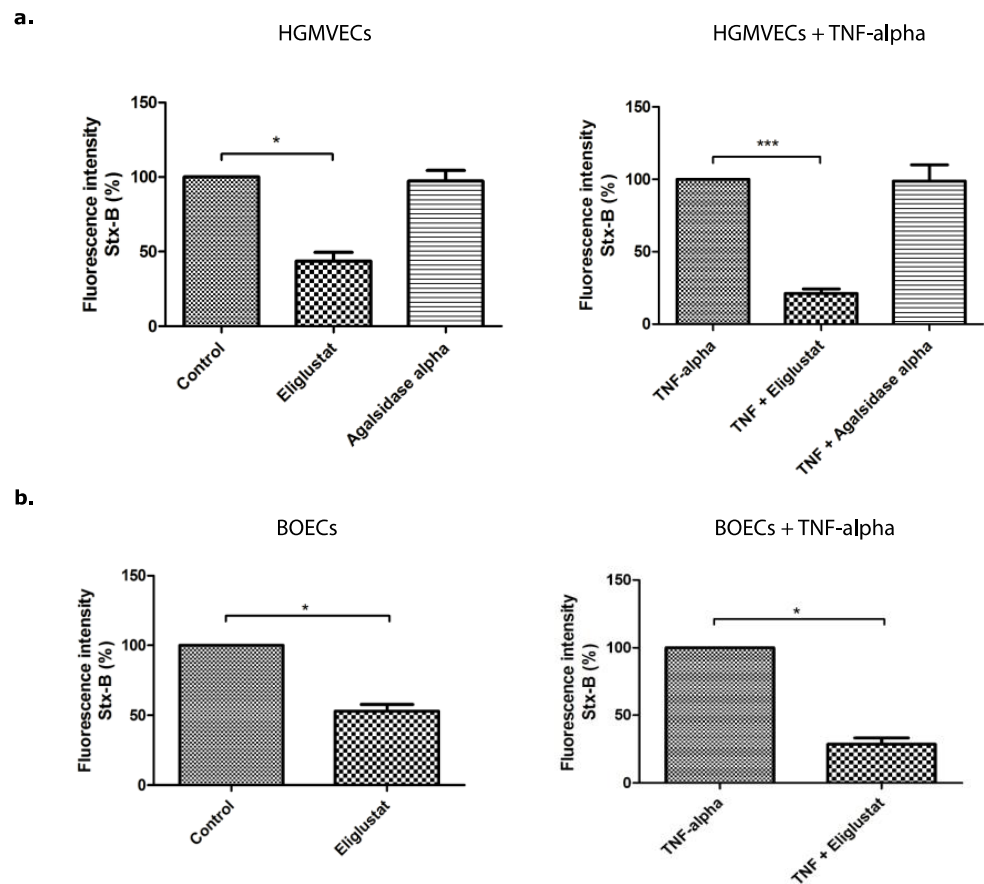 a.
HGMVECs
Fluorescence intensity
Stx-B (%)
150
100
50
0
*
Control
Eliglustat
Agalsidase alpha
HGMVECs + TNF-alpha
Fluorescence intensity
Stx-B (%)
150
100
50
0
***
TNF-alpha
TNF + Eliglustat
TNF + Agalsidase alpha
b.
BOECs
Fluorescence intensity
Stx-B (%)
150
100
50
0
*
Control
Eliglustat
BOECs + TNF-alpha
Fluorescence intensity
Stx-B (%)
150
100
50
0
*
TNF-alpha
TNF + Eliglustat